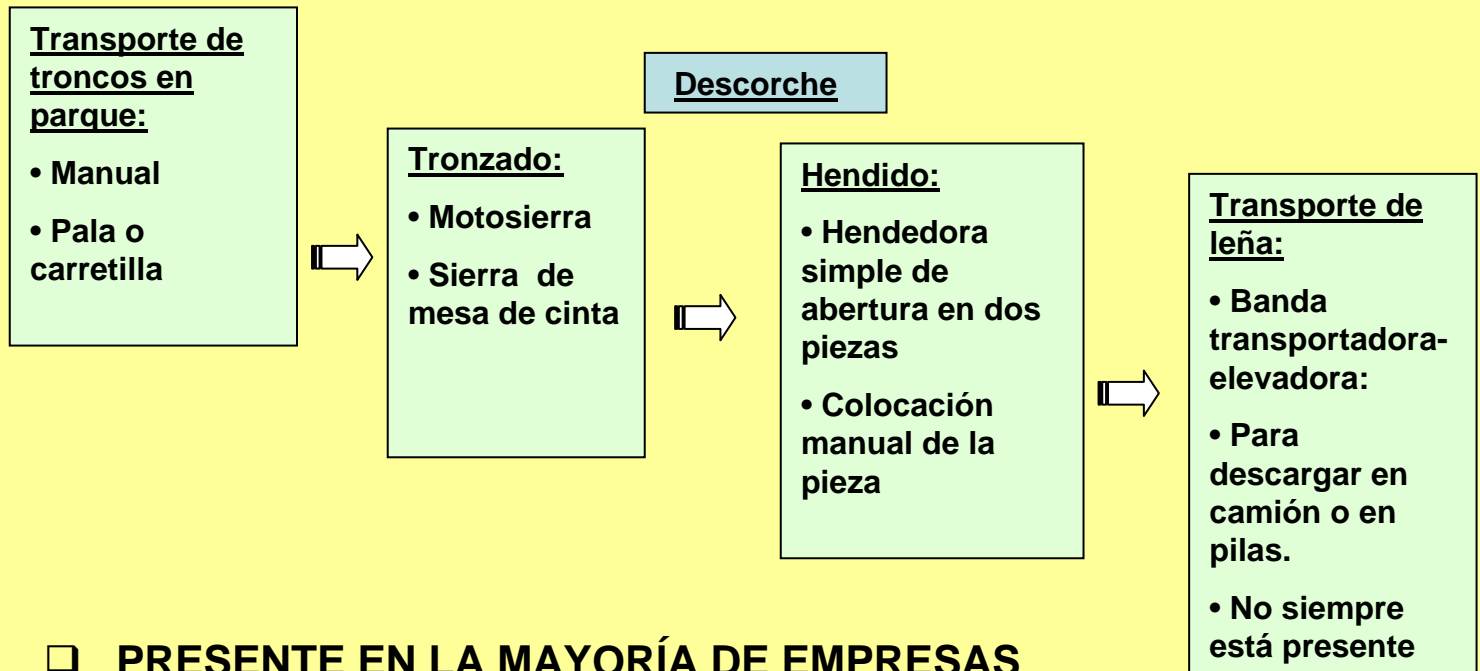 Transporte de
troncos en
parque:
• Manual
• Pala o
carretilla
Descorche
Tronzado:
• Motosierra
• Sierra de
mesa de cinta
Hendido:
• Hendedora
simple de
abertura en dos
piezas
• Colocación
manual de la
pieza
Transporte de
leña:
• Banda
transportadora-
elevadora:
• Para
descargar en
camión o en
pilas.
• No siempre
está presente
❑ PRESENTE EN LA MAYORÍA DE EMPRESAS